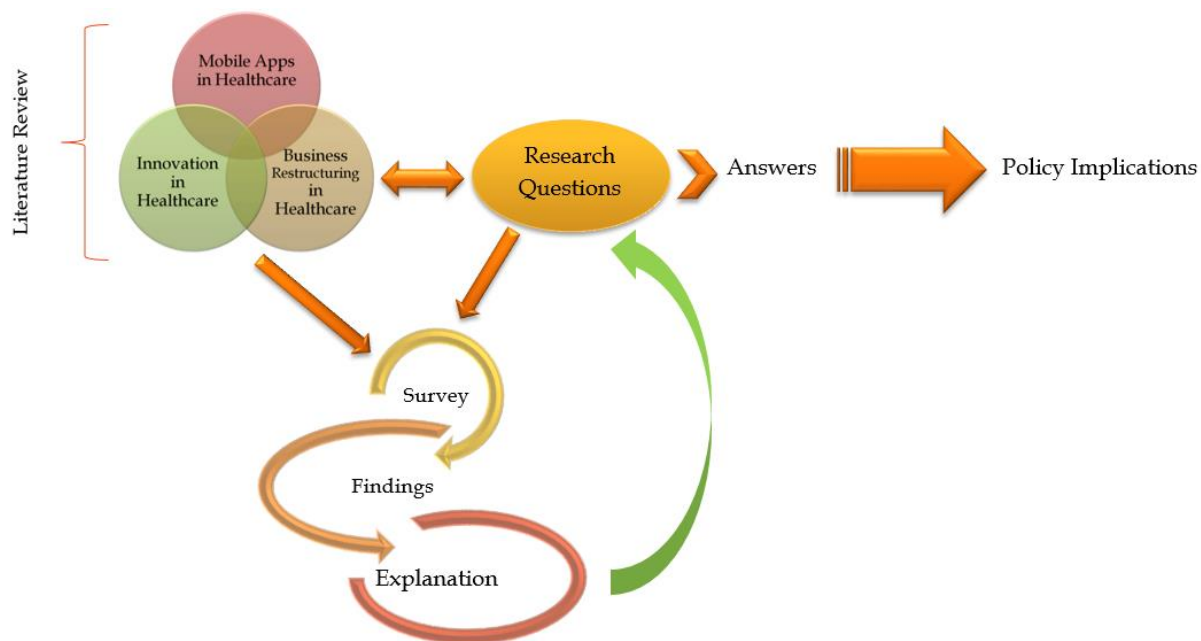 Literature Review
Mobile Apps
in Healthcare
Innovation
in
Healthcare
Business
Restructuring
in
Healthcare
Research
Questions
Answers
Policy Implications
Survey
Findings
Explanation